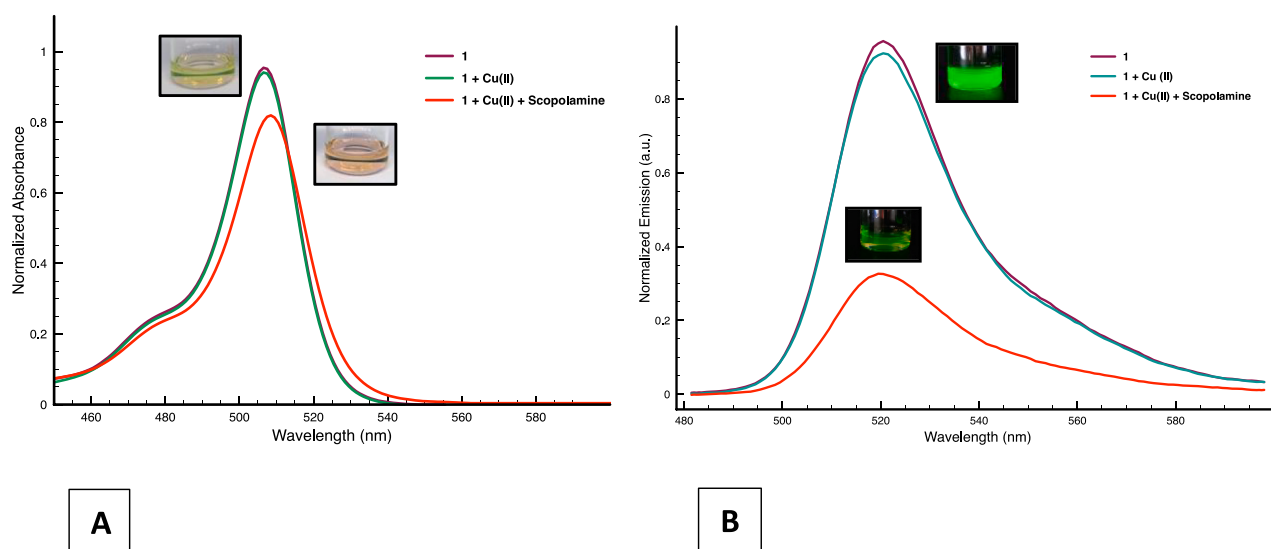 1
0.8
0.6
0.4
0.2
0
Normalized Absorbance
460
480
500
520
540
560
580
Wavelength (nm)
1
1 + Cu(II)
1 + Cu(II) + Scopolamine
A
0.8
0.6
0.4
0.2
0
Normalized Emission (a.u.)
480
500
520
540
560
580
Wavelength (nm)
1
1 + Cu (II)
1 + Cu(II) + Scopolamine
B